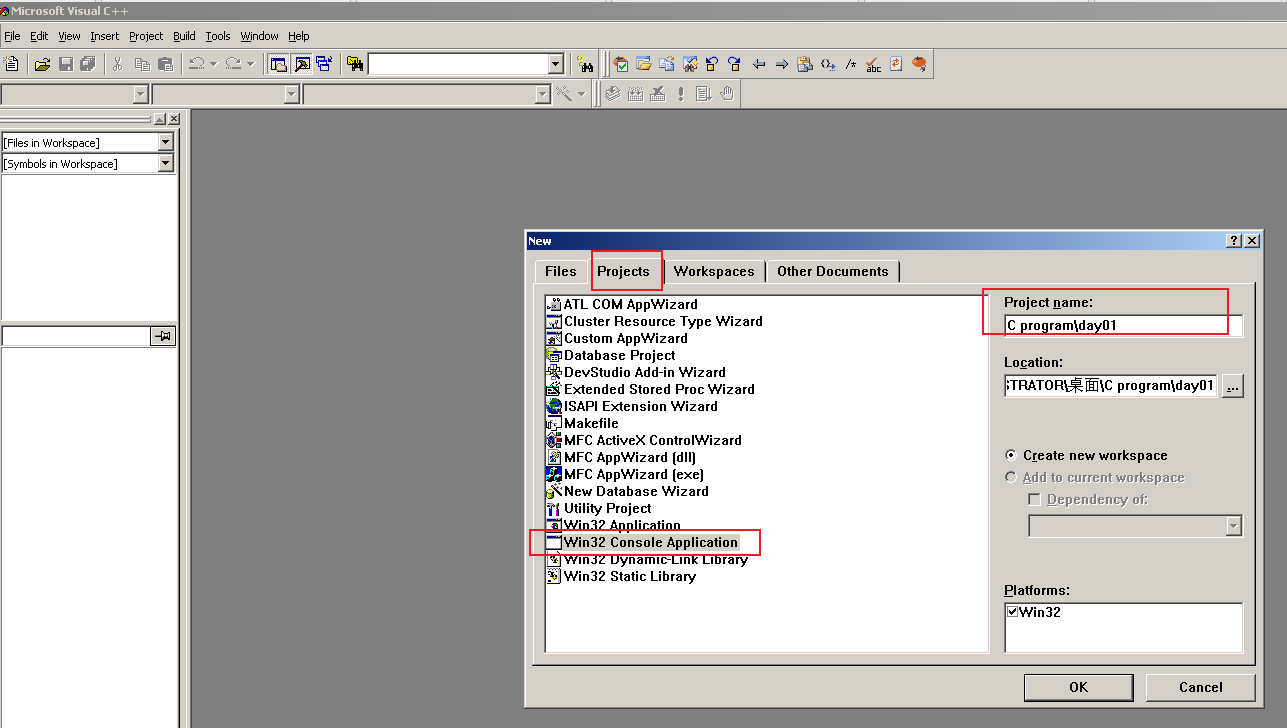 Microsoft Visual C++
File Edit View Insert Project Build Tools Window Help
[Files in Workspace]
[Symbols in Workspace]
New
Files Projects Workspaces Other Documents
ATL COM AppWizard
Cluster Resource Type Wizard
Custom AppWizard
Database Project
DevStudio Add-in Wizard
Extended Stored Proc Wizard
ISAPI Extension Wizard
Makefile
MFC ActiveX ControlWizard
MFC AppWizard (dll)
MFC AppWizard (exe)
New Database Wizard
Utility Project
Win32 Application
Win32 Console Application
Win32 Dynamic-Link Library
Win32 Static Library
Project name:
C program\day01
Location:
STRATOR\桌面\C program\day01
...
Create new workspace
Add to current workspace
Dependency of:
Platforms:
Win32
OK Cancel